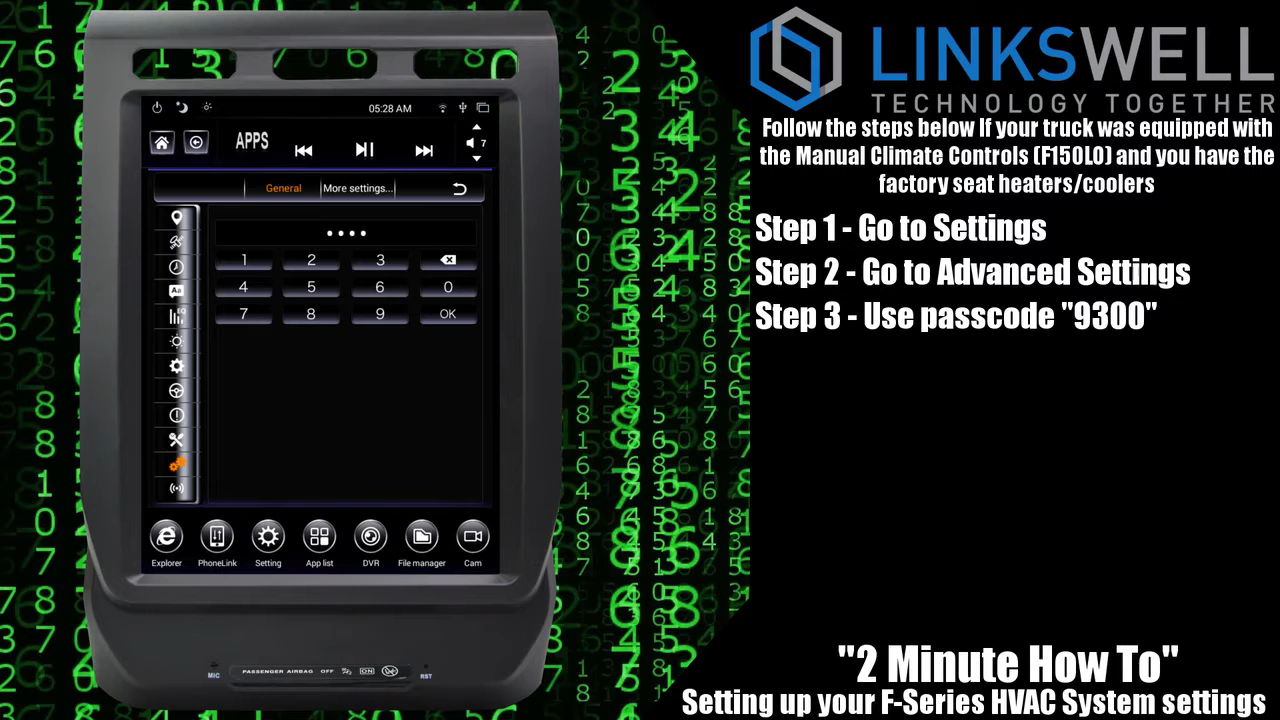 LINKSWELL
TECHNOLOGY TOGETHER
Follow the steps below If your truck was equipped with
the Manual Climate Controls (F150LO) and you have the
factory seat heaters/coolers
Step 1 - Go to Settings
Step 2 - Go to Advanced Settings
Step 3 - Use passcode "9300"
05:28 AM
APPS
7
General
More settings...
1 2 3
4 5 6 0
7 8 9 OK
Aa
Explorer PhoneLink Setting App list DVR File manager Cam
MIC
PASSENGER AIRBAG OFF ON
RST
"2 Minute How To"
Setting up your F-Series HVAC System settings